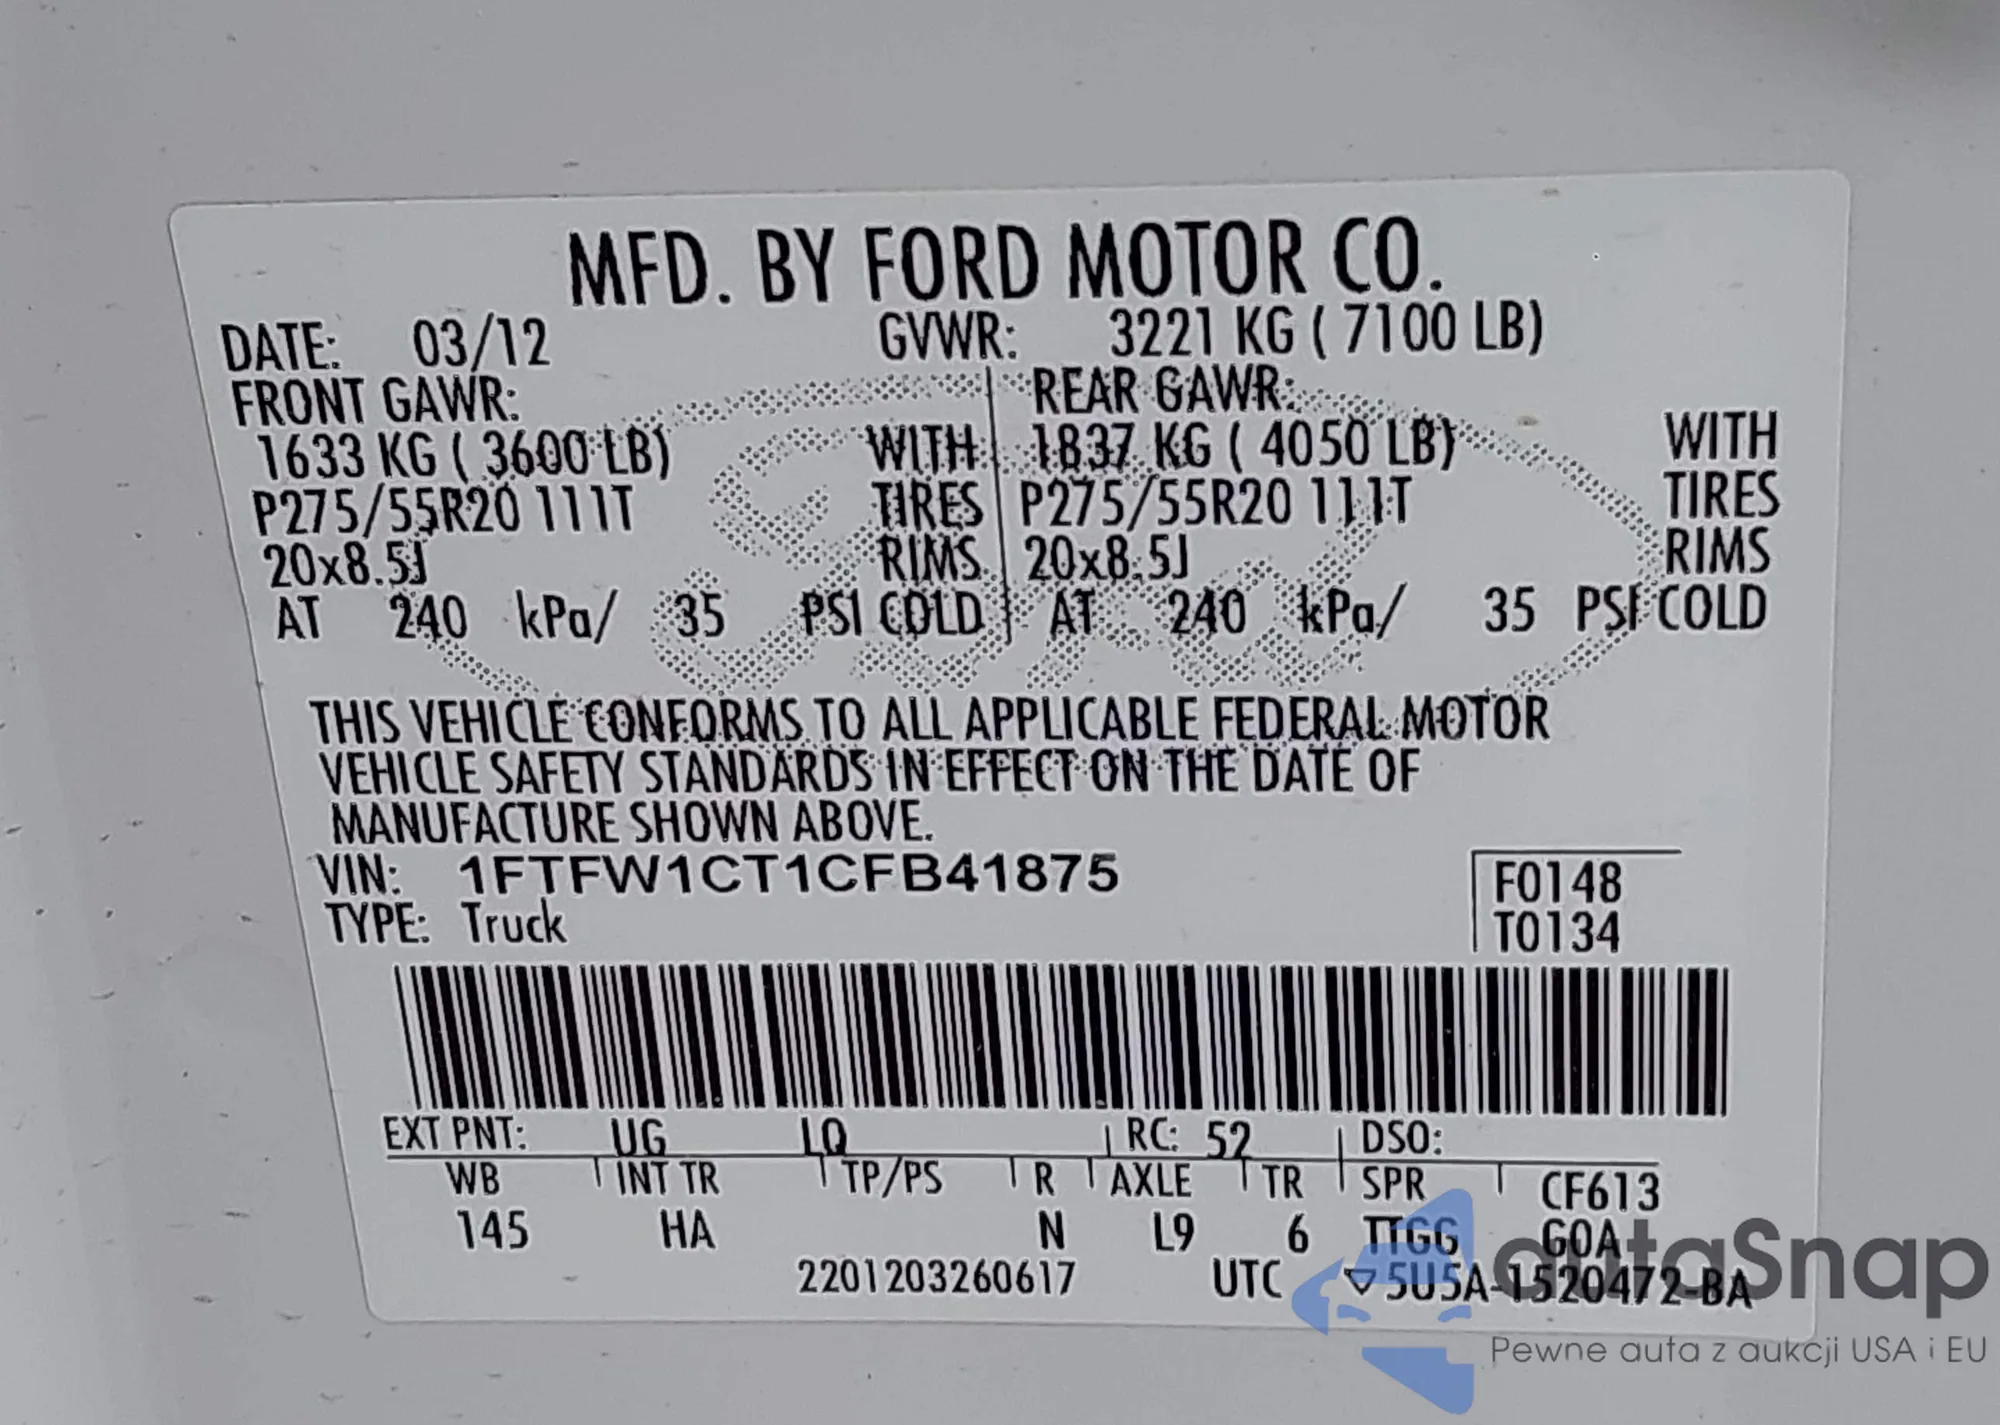 MFD. BY FORD MOTOR CO.
DATE: 03/12 GVWR: 3221 KG ( 7100 LB)
FRONT GAWR: REAR GAWR:
1633 KG ( 3600 LB) WITH 1837 KG ( 4050 LB) WITH
P275/55R20 111T TIRES P275/55R20 111T TIRES
20x8.5J RIMS 20x8.5J RIMS
AT 240 kPa/ 35 PSI COLD AT 240 kPa/ 35 PSI COLD
THIS VEHICLE CONFORMS TO ALL APPLICABLE FEDERAL MOTOR
VEHICLE SAFETY STANDARDS IN EFFECT ON THE DATE OF
MANUFACTURE SHOWN ABOVE.
VIN: 1FTFW1CT1CFB41875 F0148
TYPE: Truck T0134
EXT PNT: UG LQ RC: 52 DSO:
WB INT TR TP/PS R AXLE TR SPR CF613
145 HA N L9 6 TTGG GOA
2201203260617 UTC ▽5U5A-1520472-BA
autaSnap
Pewne auta z aukcji USA i EU